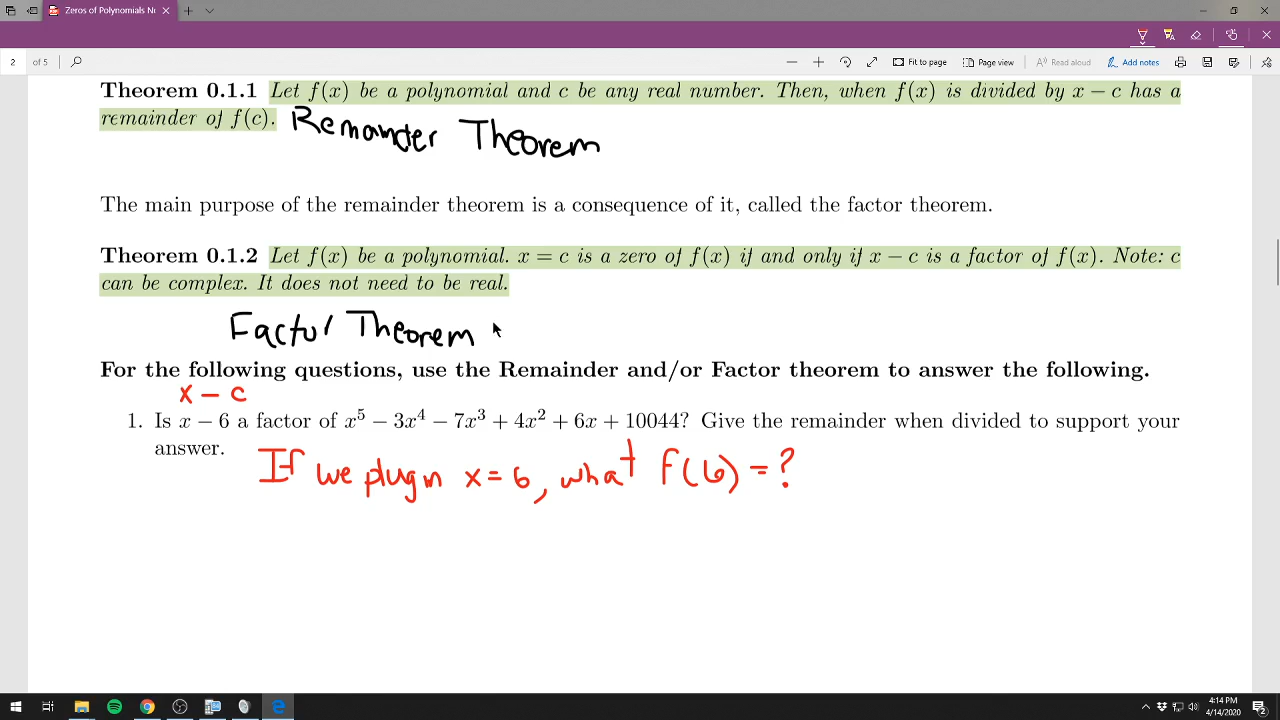 Zeros of Polynomials No
2 of 5
Fit to page
Page view
Read aloud
Add notes
Theorem 0.1.1 Let f(x) be a polynomial and c be any real number. Then, when f(x) is divided by x − c has a
remainder of f(c).
Remainder Theorem
The main purpose of the remainder theorem is a consequence of it, called the factor theorem.
Theorem 0.1.2 Let f(x) be a polynomial. x = c is a zero of f(x) if and only if x − c is a factor of f(x). Note: c
can be complex. It does not need to be real.
Factor Theorem
For the following questions, use the Remainder and/or Factor theorem to answer the following.
x − c
1. Is x − 6 a factor of x⁵ − 3x⁴ − 7x³ + 4x² + 6x + 10044? Give the remainder when divided to support your
answer.
If we plug in x = 6, what f(6) = ?
4:14 PM
4/14/2020
2